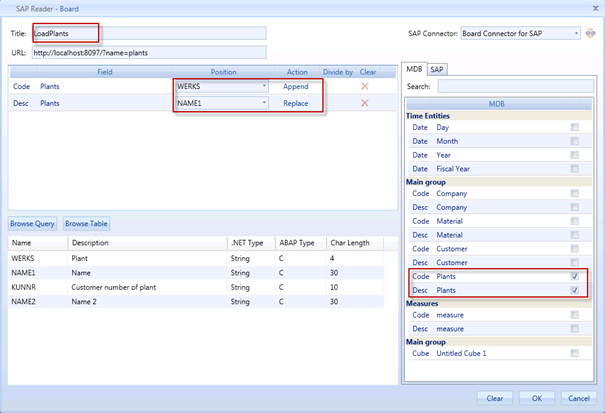 SAP Reader - Board
Title: LoadPlants SAP Connector: Board Connector for SAP
URL: http://localhost:8097/?name=plants
Field Position Action Divide by Clear
Code Plants WERKS Append
Desc Plants NAME1 Replace
Browse Query Browse Table
Name Description .NET Type ABAP Type Char Length
WERKS Plant String C 4
NAME1 Name String C 30
KUNNR Customer number of plant String C 10
NAME2 Name 2 String C 30
MDB SAP
Search:
MDB
Time Entities
Date Day
Date Month
Date Year
Date Fiscal Year
Main group
Code Company
Desc Company
Code Material
Desc Material
Code Customer
Desc Customer
Code Plants
Desc Plants
Measures
Code measure
Desc measure
Main group
Cube Untitled Cube 1
Clear OK Cancel